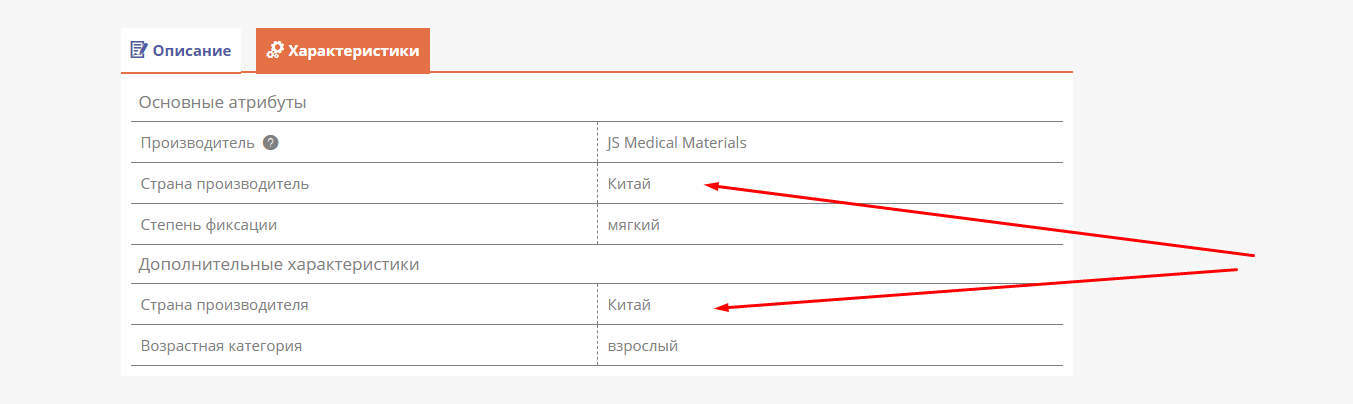 Описание Характеристики
Основные атрибуты
Производитель ? JS Medical Materials
Страна производитель Китай
Степень фиксации мягкий
Дополнительные характеристики
Страна производителя Китай
Возрастная категория взрослый